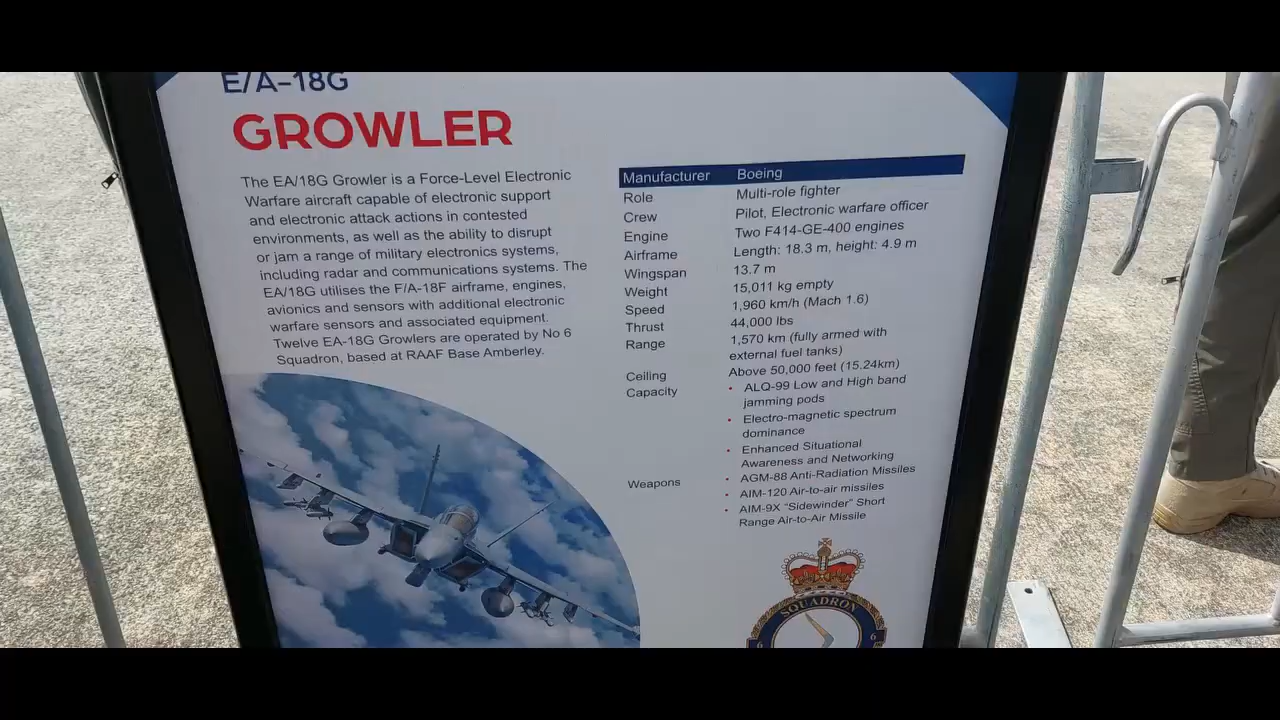 E/A-18G
GROWLER
The EA/18G Growler is a Force-Level Electronic
Warfare aircraft capable of electronic support
and electronic attack actions in contested
environments, as well as the ability to disrupt
or jam a range of military electronics systems,
including radar and communications systems. The
EA/18G utilises the F/A-18F airframe, engines,
avionics and sensors with additional electronic
warfare sensors and associated equipment.
Twelve EA-18G Growlers are operated by No 6
Squadron, based at RAAF Base Amberley.
Manufacturer Boeing
Role Multi-role fighter
Crew Pilot, Electronic warfare officer
Engine Two F414-GE-400 engines
Airframe Length: 18.3 m, height: 4.9 m
Wingspan 13.7 m
Weight 15,011 kg empty
Speed 1,960 km/h (Mach 1.6)
Thrust 44,000 lbs
Range 1,570 km (fully armed with
external fuel tanks)
Ceiling Above 50,000 feet (15.24km)
Capacity • ALQ-99 Low and High band
jamming pods
• Electro-magnetic spectrum
dominance
• Enhanced Situational
Awareness and Networking
Weapons • AGM-88 Anti-Radiation Missiles
• AIM-120 Air-to-air missiles
• AIM-9X “Sidewinder” Short
Range Air-to-Air Missile
SQUADRON
6 6